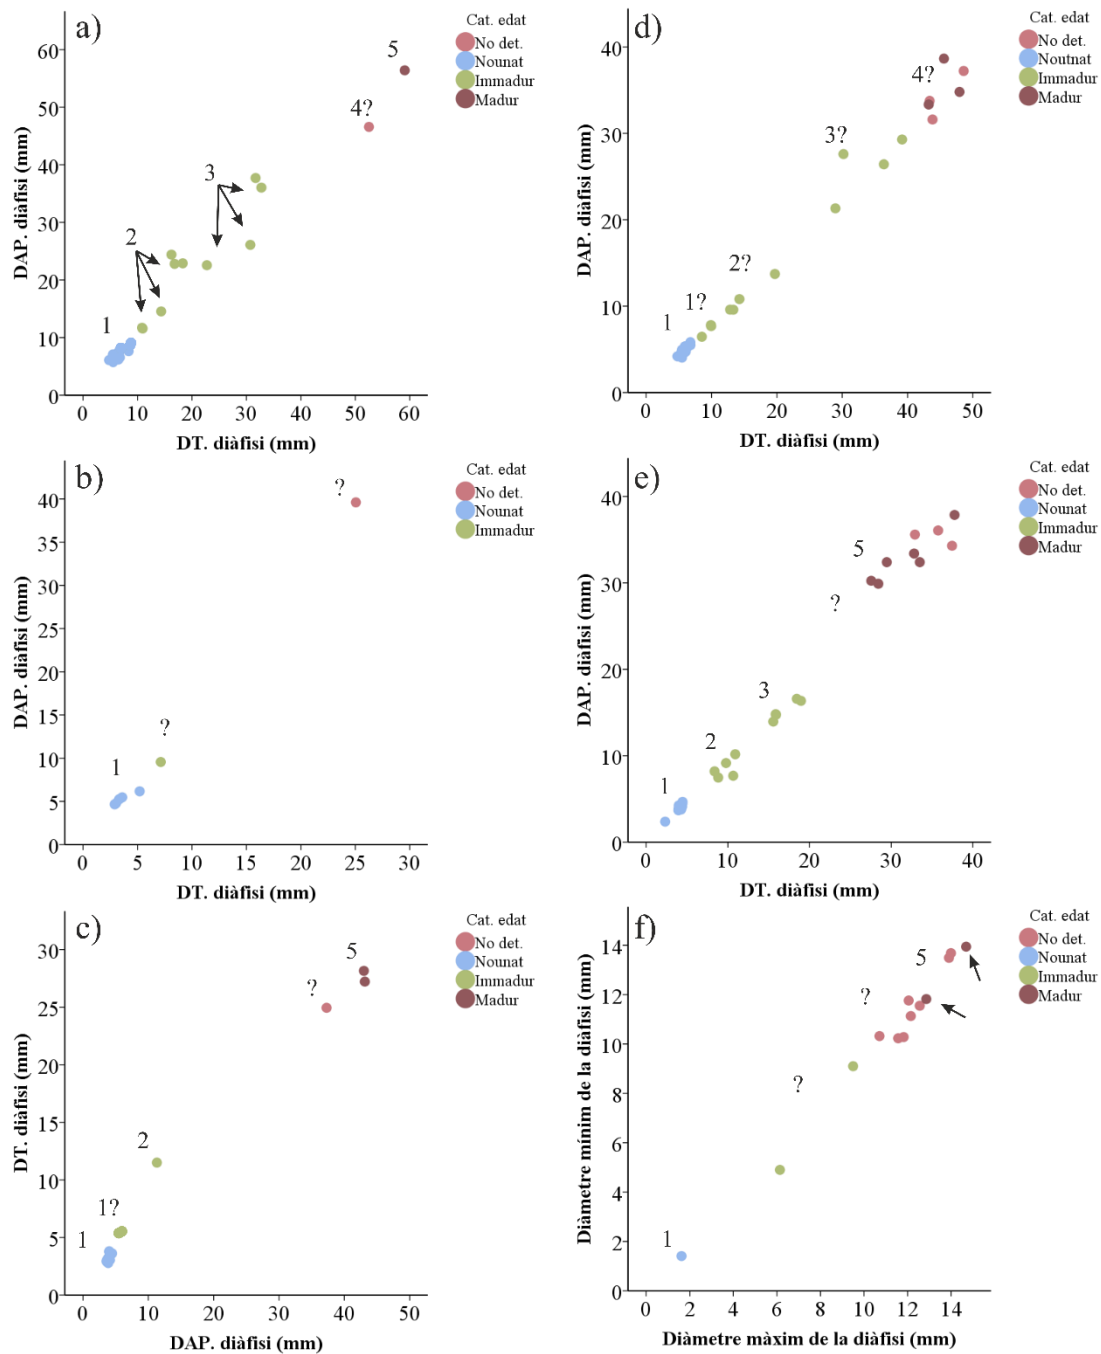 a)
Cat. edat
No det.
Nounat
Immadur
Madur
DAP. diàfisi (mm)
60
50
40
30
20
10
0
5
4?
3
2
1
0 10 20 30 40 50 60
DT. diàfisi (mm)
d)
Cat. edat
No det.
Noutnat
Immadur
Madur
DAP. diàfisi (mm)
40
30
20
10
0
4?
3?
2?
1?
1
0 10 20 30 40 50
DT. diàfisi (mm)
b)
Cat. edat
No det.
Nounat
Immadur
DAP. diàfisi (mm)
40
35
30
25
20
15
10
5
0
?
?
1
0 5 10 15 20 25 30
DT. diàfisi (mm)
e)
Cat. edat
No det.
Nounat
Immadur
Madur
DAP. diàfisi (mm)
40
30
20
10
0
5
?
3
2
1
0 10 20 30 40
DT. diàfisi (mm)
c)
Cat. edat
No det.
Nounat
Immadur
Madur
DT. diàfisi (mm)
30
25
20
15
10
5
0
5
?
2
1?
1
0 10 20 30 40 50
DAP. diàfisi (mm)
f)
Cat. edat
No det.
Nounat
Immadur
Madur
Diàmetre mínim de la diàfisi (mm)
14
12
10
8
6
4
2
0
5
?
?
1
0 2 4 6 8 10 12 14
Diàmetre màxim de la diàfisi (mm)